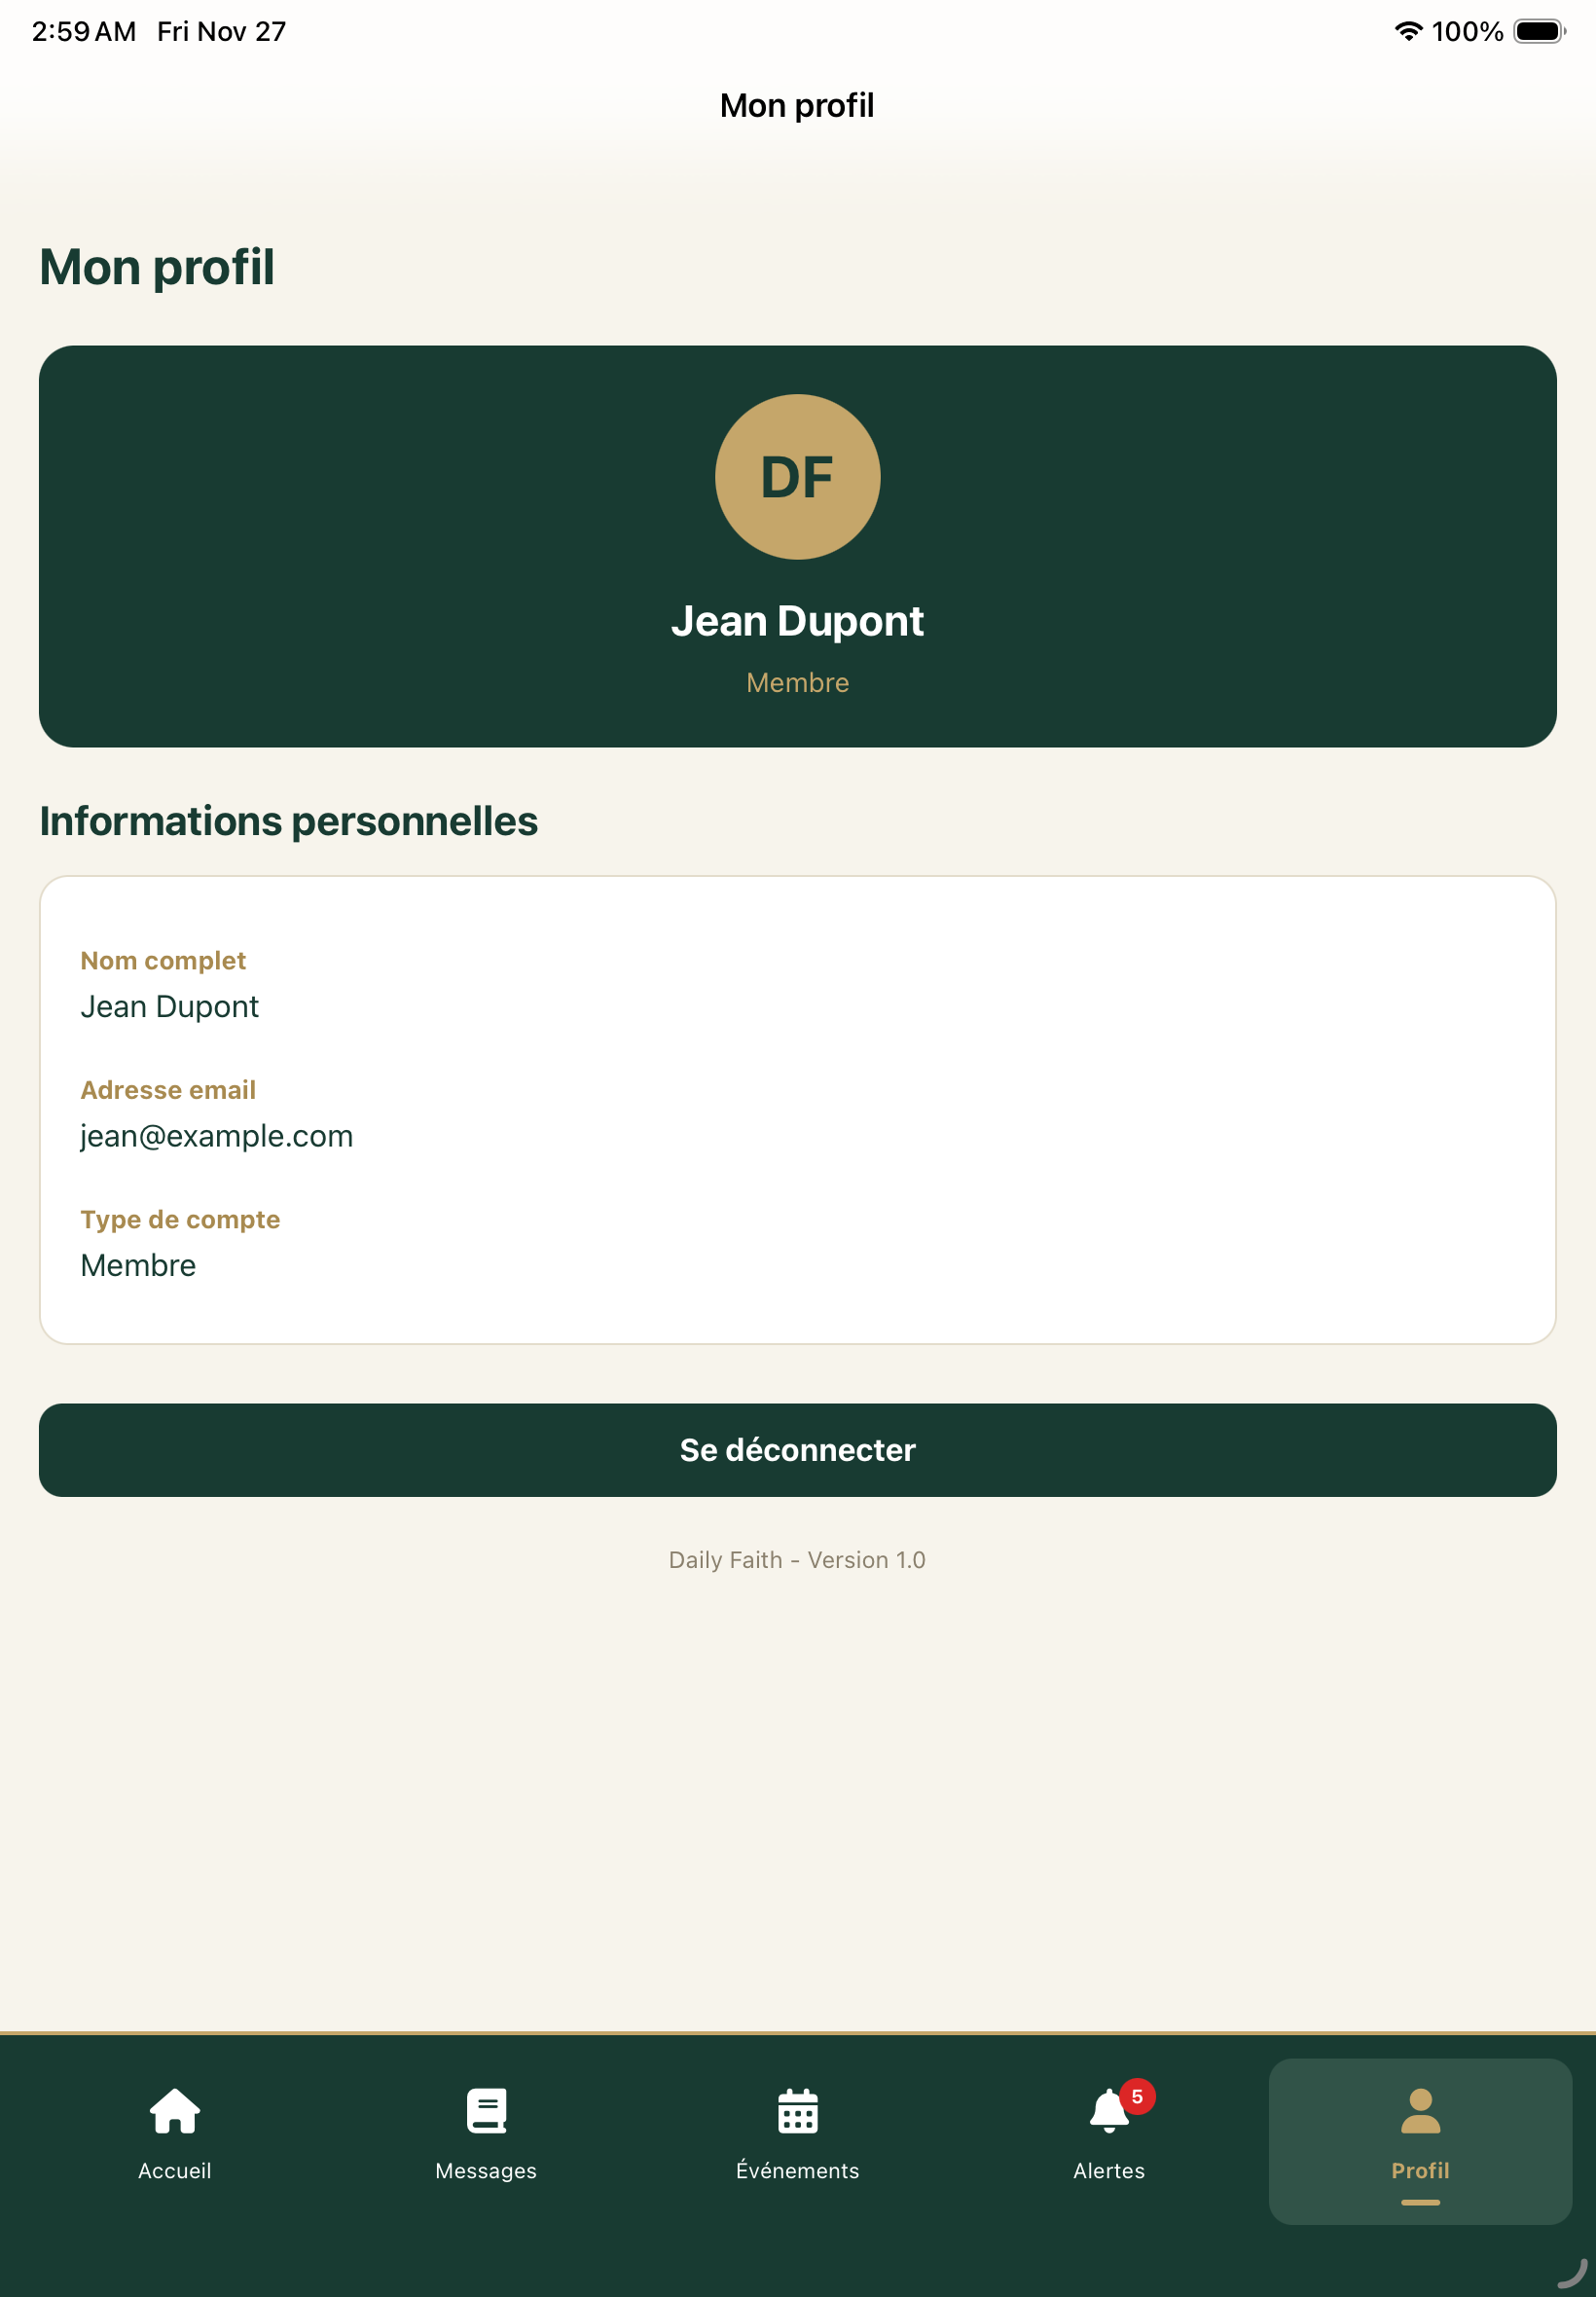 2:59 AM Fri Nov 27 100%
Mon profil
Mon profil
DF
Jean Dupont
Membre
Informations personnelles
Nom complet
Jean Dupont
Adresse email
jean@example.com
Type de compte
Membre
Se déconnecter
Daily Faith - Version 1.0
5
Accueil Messages Événements Alertes Profil